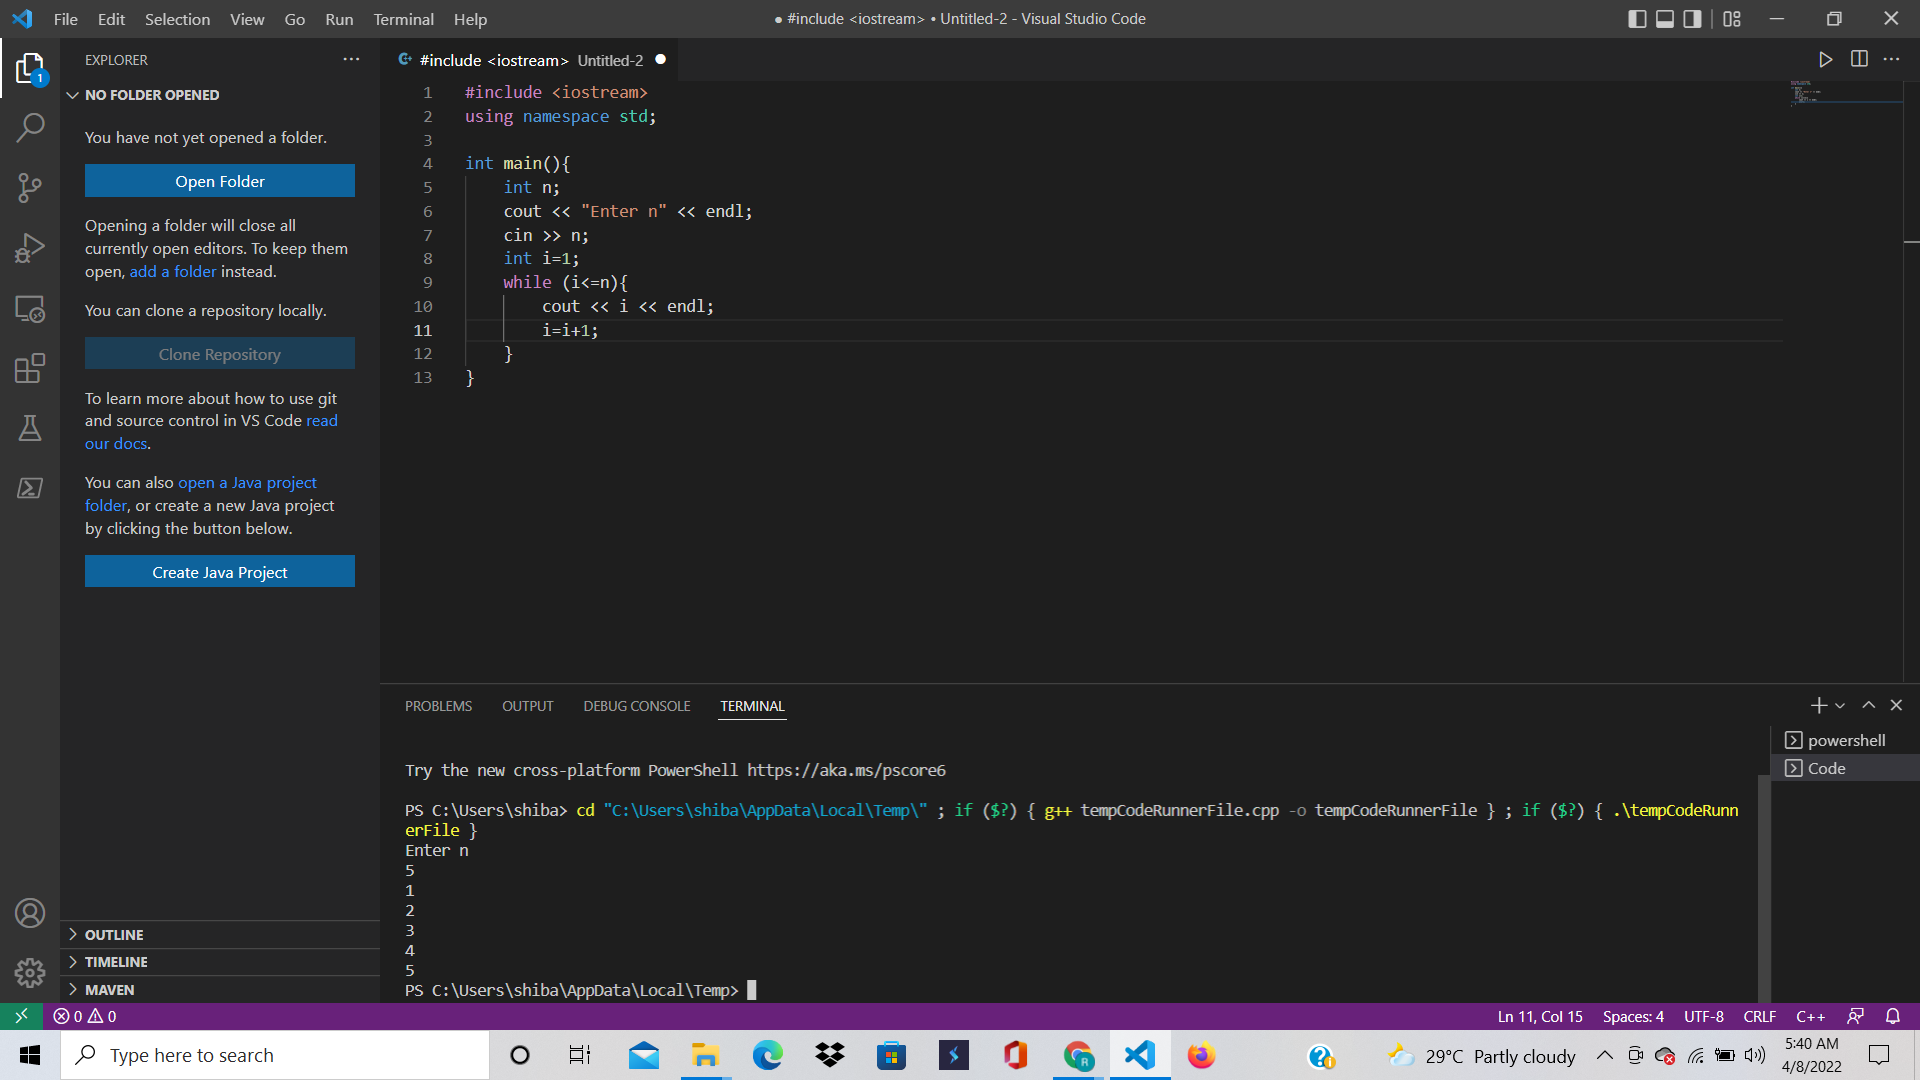 File Edit Selection View Go Run Terminal Help
● #include <iostream> • Untitled-2 - Visual Studio Code
EXPLORER
1
NO FOLDER OPENED
You have not yet opened a folder.
Open Folder
Opening a folder will close all
currently open editors. To keep them
open, add a folder instead.
You can clone a repository locally.
Clone Repository
To learn more about how to use git
and source control in VS Code read
our docs.
You can also open a Java project
folder, or create a new Java project
by clicking the button below.
Create Java Project
OUTLINE
TIMELINE
MAVEN
#include <iostream> Untitled-2 ●
1 #include <iostream>
2 using namespace std;
3
4 int main(){
5     int n;
6     cout << "Enter n" << endl;
7     cin >> n;
8     int i=1;
9     while (i<=n){
10         cout << i << endl;
11         i=i+1;
12     }
13 }
PROBLEMS OUTPUT DEBUG CONSOLE TERMINAL
powershell
Code
Try the new cross-platform PowerShell https://aka.ms/pscore6
PS C:\Users\shiba> cd "C:\Users\shiba\AppData\Local\Temp\" ; if ($?) { g++ tempCodeRunnerFile.cpp -o tempCodeRunnerFile } ; if ($?) { .\tempCodeRunn
erFile }
Enter n
5
1
2
3
4
5
PS C:\Users\shiba\AppData\Local\Temp>
0 0
Ln 11, Col 15 Spaces: 4 UTF-8 CRLF C++
Type here to search
R
29°C Partly cloudy
5:40 AM
4/8/2022